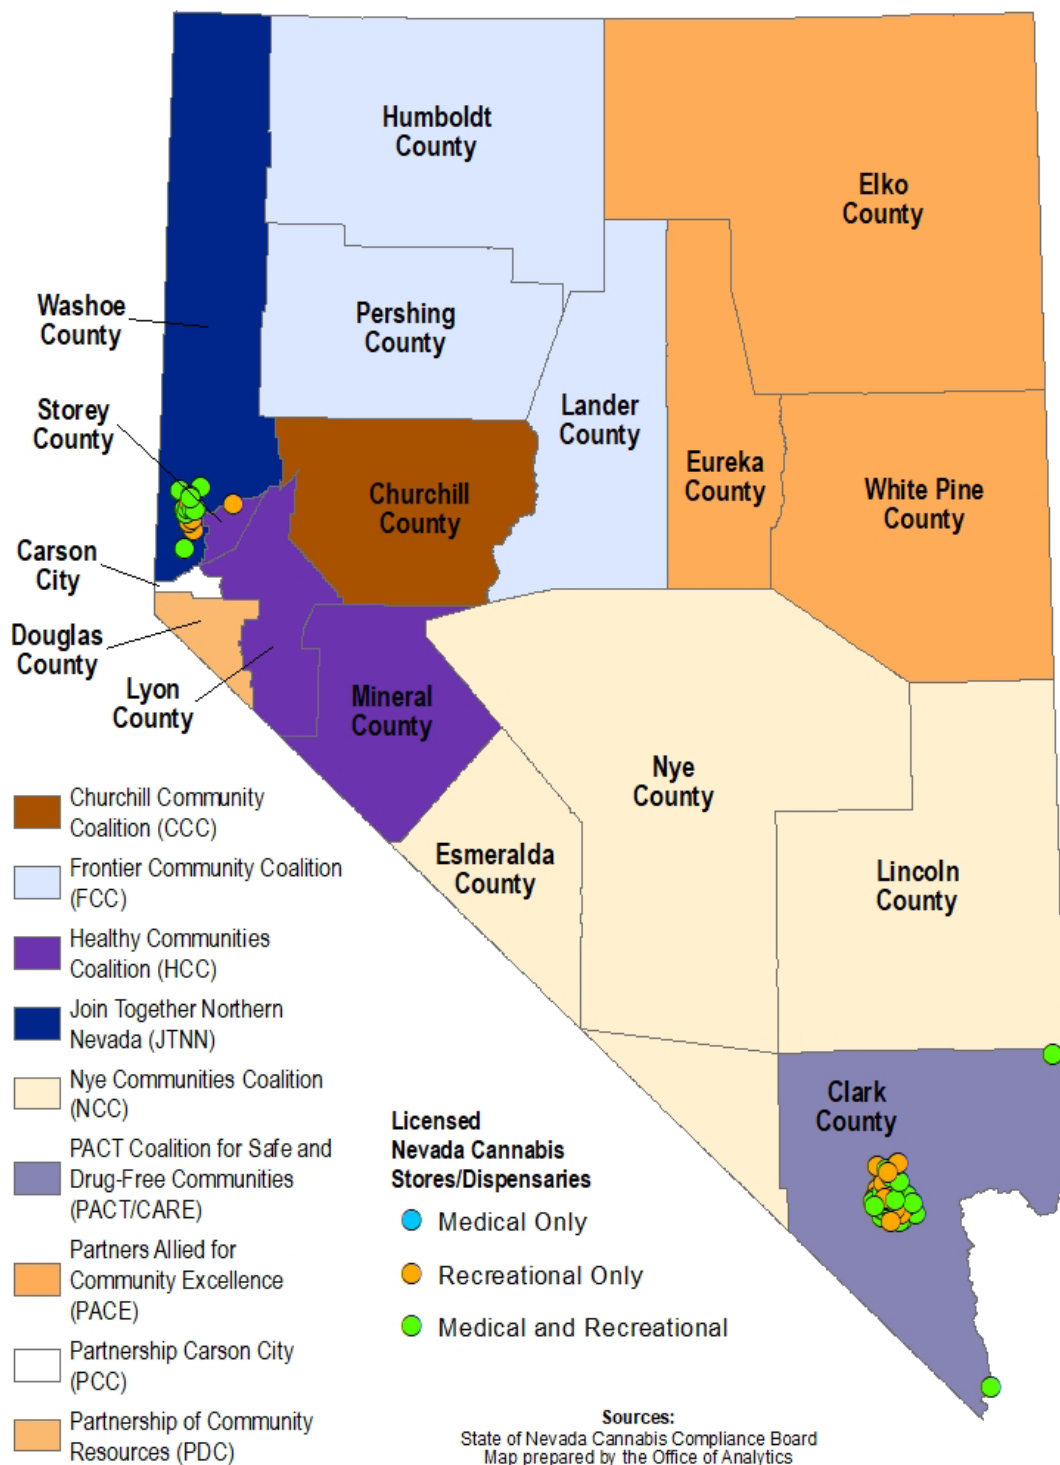 Humboldt
County
Elko
County
Washoe
County
Pershing
County
Storey
County
Lander
County
Eureka
County
White Pine
County
Churchill
County
Carson
City
Douglas
County
Lyon
County
Mineral
County
Nye
County
Esmeralda
County
Lincoln
County
Clark
County
Churchill Community
Coalition (CCC)
Frontier Community Coalition
(FCC)
Healthy Communities
Coalition (HCC)
Join Together Northern
Nevada (JTNN)
Nye Communities Coalition
(NCC)
PACT Coalition for Safe and
Drug-Free Communities
(PACT/CARE)
Partners Allied for
Community Excellence
(PACE)
Partnership Carson City
(PCC)
Partnership of Community
Resources (PDC)
Licensed
Nevada Cannabis
Stores/Dispensaries
Medical Only
Recreational Only
Medical and Recreational
Sources:
State of Nevada Cannabis Compliance Board
Map prepared by the Office of Analytics